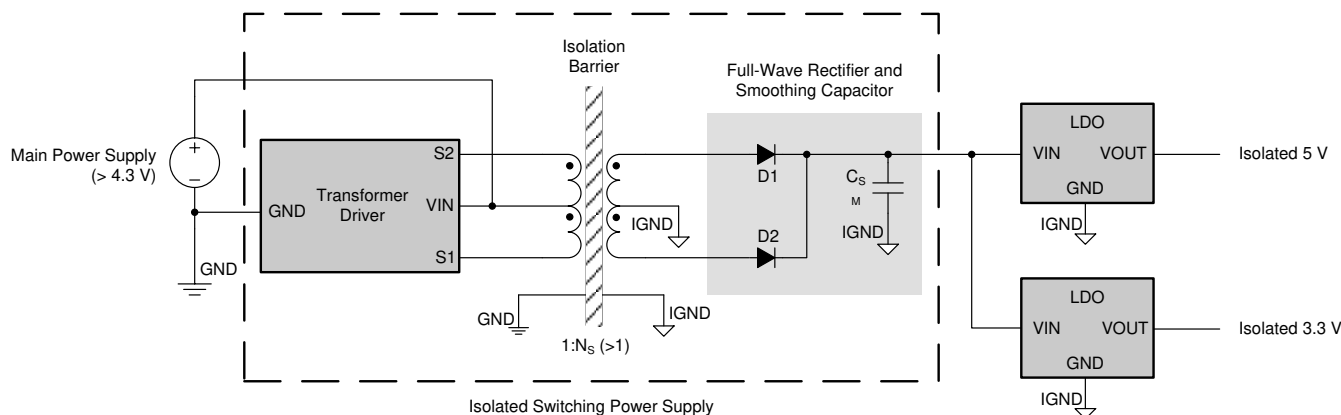 Isolation
Barrier
Full-Wave Rectifier and
Smoothing Capacitor
Main Power Supply
(> 4.3 V)
+
−
GND
Transformer
Driver
GND
S2
VIN
S1
IGND
D1
D2
CS
M
IGND
GND
IGND
1:NS (>1)
Isolated Switching Power Supply
LDO
VIN
VOUT
GND
IGND
Isolated 5 V
LDO
VIN
VOUT
GND
IGND
Isolated 3.3 V